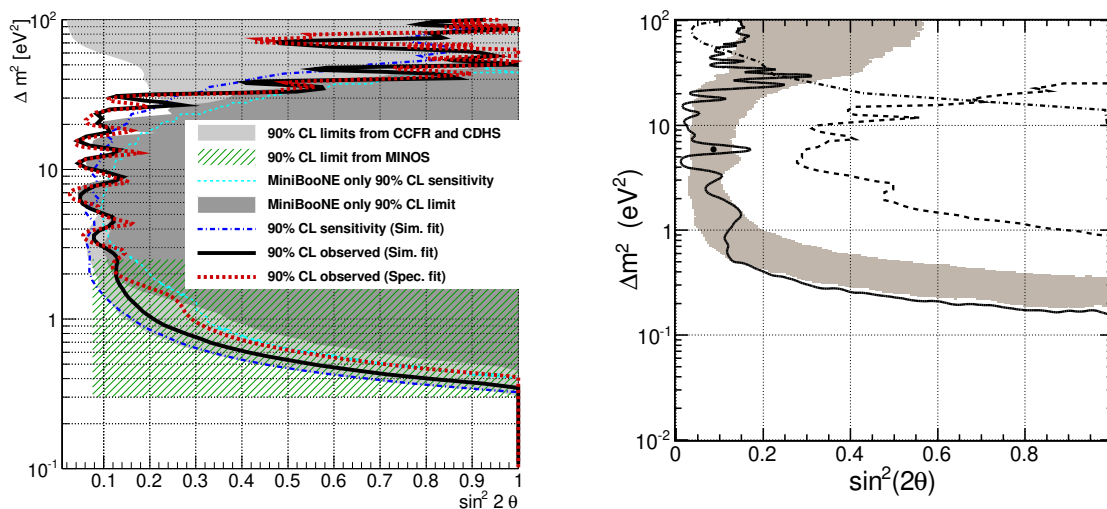 Δ m² [eV²]
10²
10
1
10⁻¹
90% CL limits from CCFR and CDHS
90% CL limit from MINOS
MiniBooNE only 90% CL sensitivity
MiniBooNE only 90% CL limit
90% CL sensitivity (Sim. fit)
90% CL observed (Sim. fit)
90% CL observed (Spec. fit)
0.1 0.2 0.3 0.4 0.5 0.6 0.7 0.8 0.9 1
sin² 2 θ
Δm² (eV²)
10²
10
1
10⁻¹
10⁻²
0 0.2 0.4 0.6 0.8
sin²(2θ)